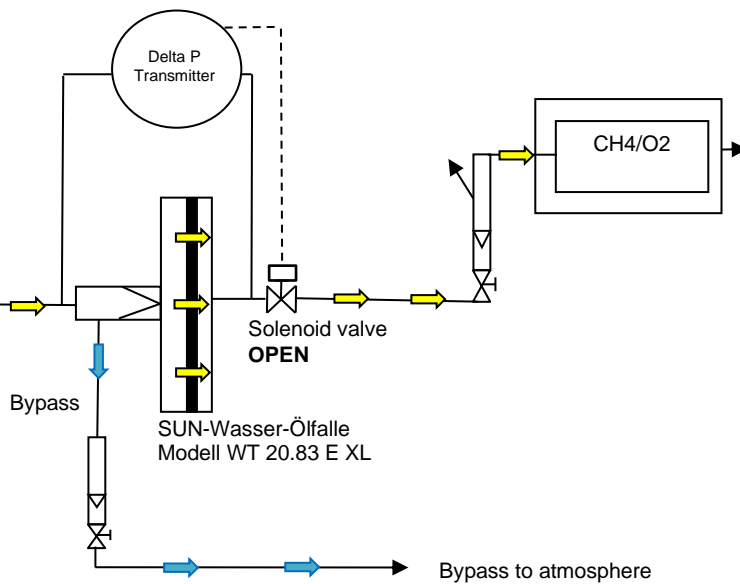 Delta P
Transmitter
CH4/O2
Solenoid valve
OPEN
Bypass
SUN-Wasser-Ölfalle
Modell WT 20.83 E XL
Bypass to atmosphere